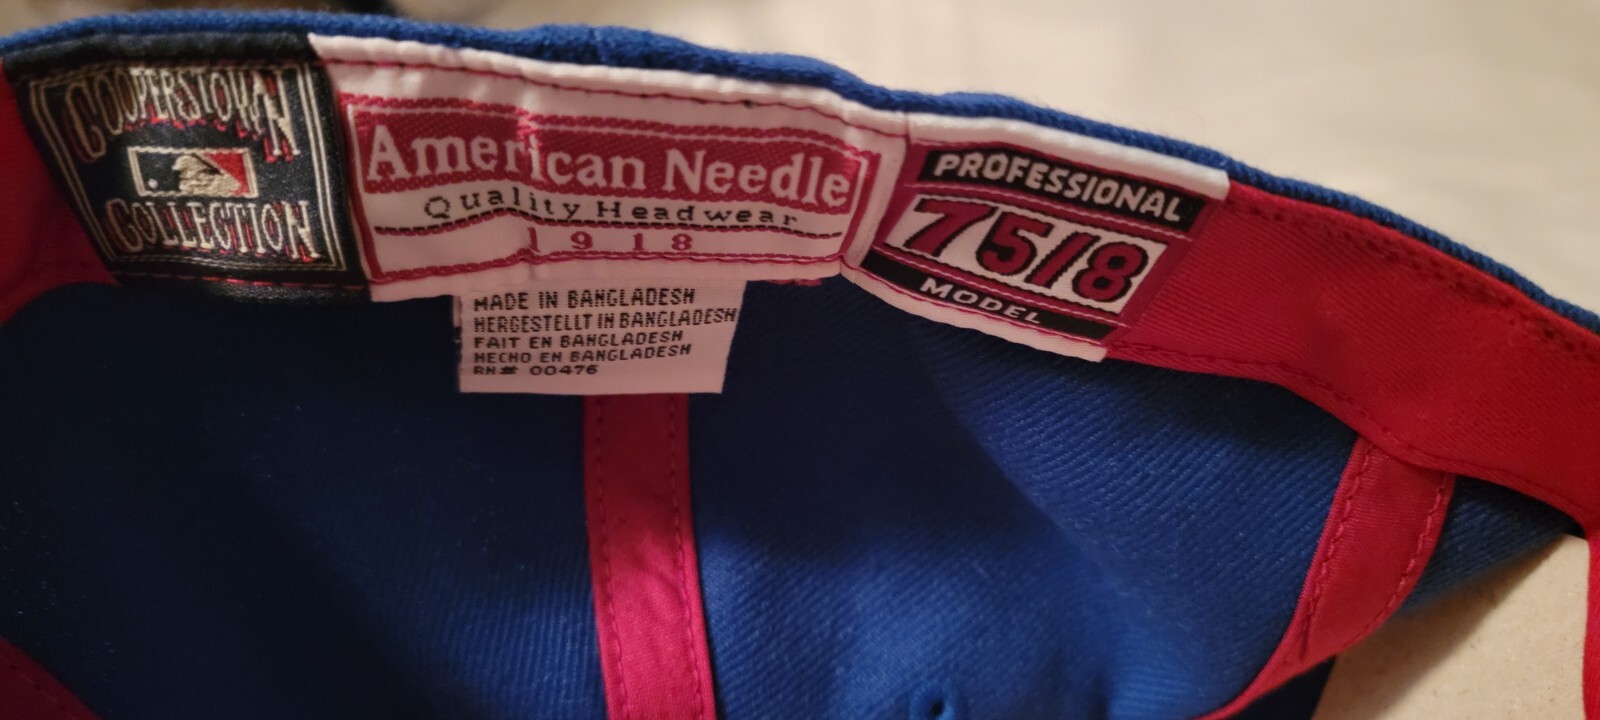 COOPERSTOWN
COLLECTION
American Needle
Quality Headwear
1918
MADE IN BANGLADESH
HERGESTELLT IN BANGLADESH
FAIT EN BANGLADESH
HECHO EN BANGLADESH
RN# 00476
PROFESSIONAL
7 5/8
MODEL